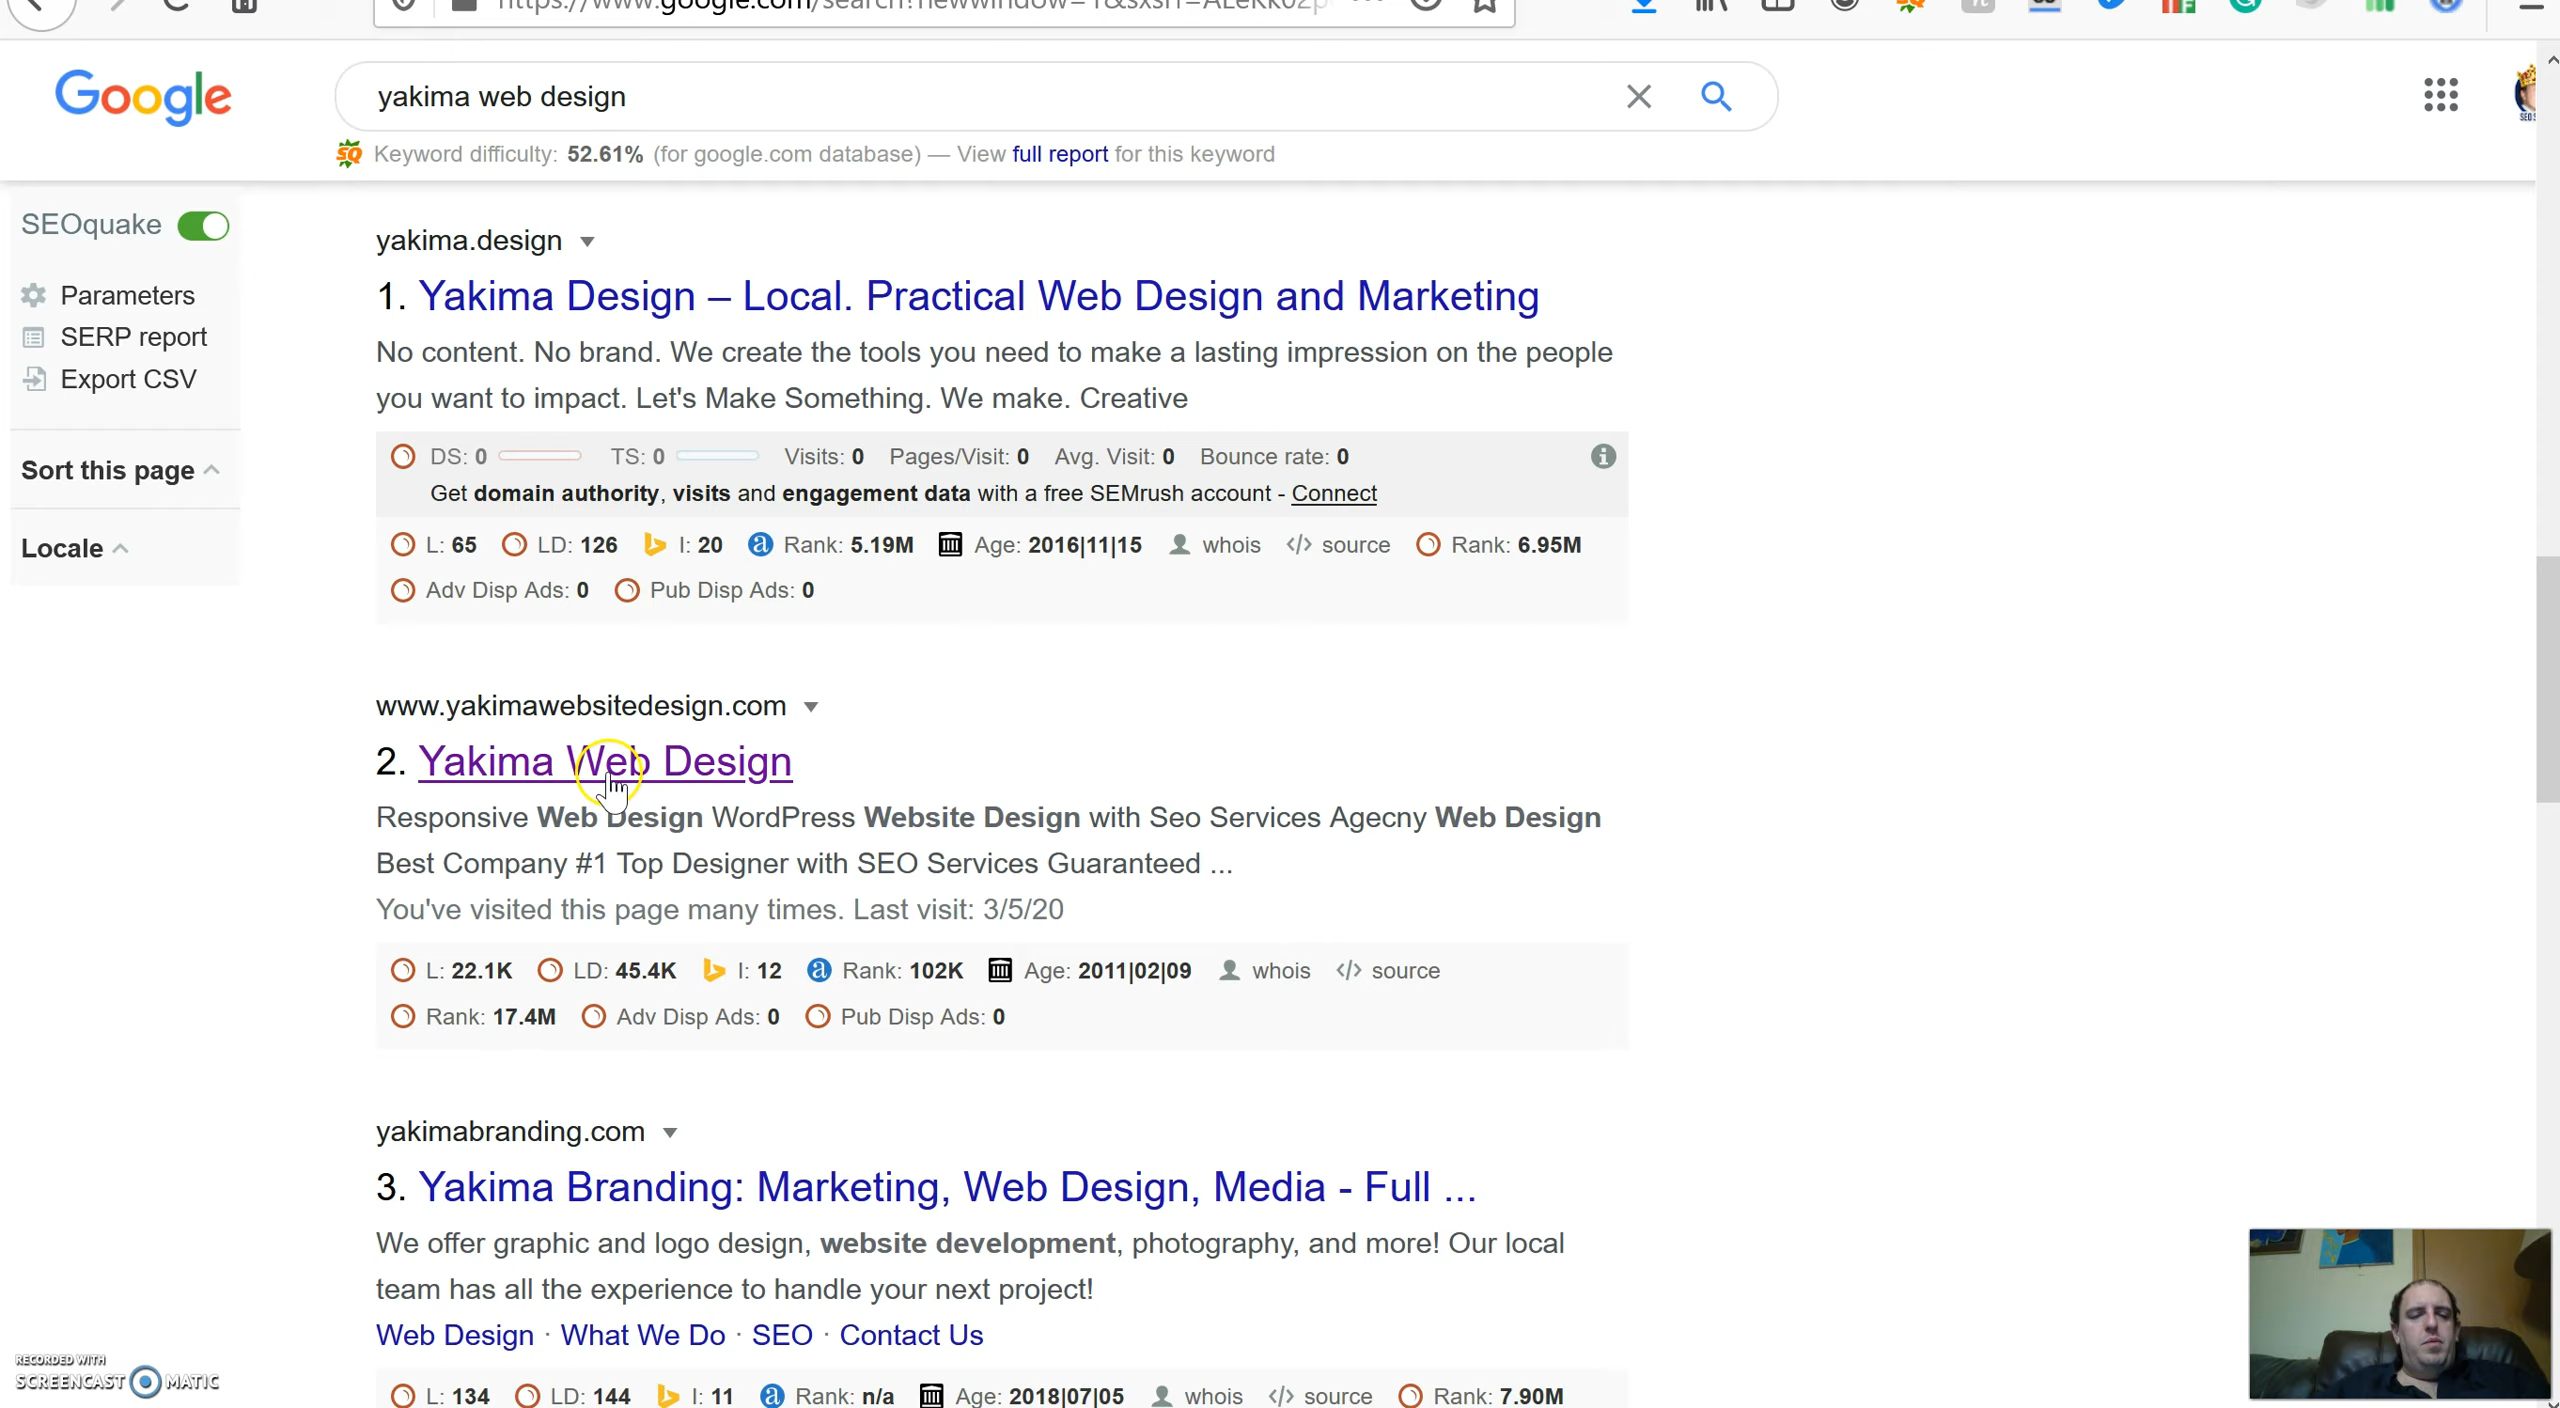 Google
yakima web design
SQ Keyword difficulty: 52.61% (for google.com database) — View full report for this keyword
SEOquake
Parameters
SERP report
Export CSV
Sort this page
Locale
yakima.design
1. Yakima Design – Local. Practical Web Design and Marketing
No content. No brand. We create the tools you need to make a lasting impression on the people
you want to impact. Let's Make Something. We make. Creative
DS: 0 TS: 0 Visits: 0 Pages/Visit: 0 Avg. Visit: 0 Bounce rate: 0
Get domain authority, visits and engagement data with a free SEMrush account - Connect
L: 65 LD: 126 I: 20 Rank: 5.19M Age: 2016|11|15 whois source Rank: 6.95M
Adv Disp Ads: 0 Pub Disp Ads: 0
www.yakimawebsitedesign.com
2. Yakima Web Design
Responsive Web Design WordPress Website Design with Seo Services Agecny Web Design
Best Company #1 Top Designer with SEO Services Guaranteed ...
You've visited this page many times. Last visit: 3/5/20
L: 22.1K LD: 45.4K I: 12 Rank: 102K Age: 2011|02|09 whois source
Rank: 17.4M Adv Disp Ads: 0 Pub Disp Ads: 0
yakimabranding.com
3. Yakima Branding: Marketing, Web Design, Media - Full ...
We offer graphic and logo design, website development, photography, and more! Our local
team has all the experience to handle your next project!
Web Design · What We Do · SEO · Contact Us
L: 134 LD: 144 I: 11 Rank: n/a Age: 2018|07|05 whois source Rank: 7.90M
RECORDED WITH
SCREENCAST MATIC